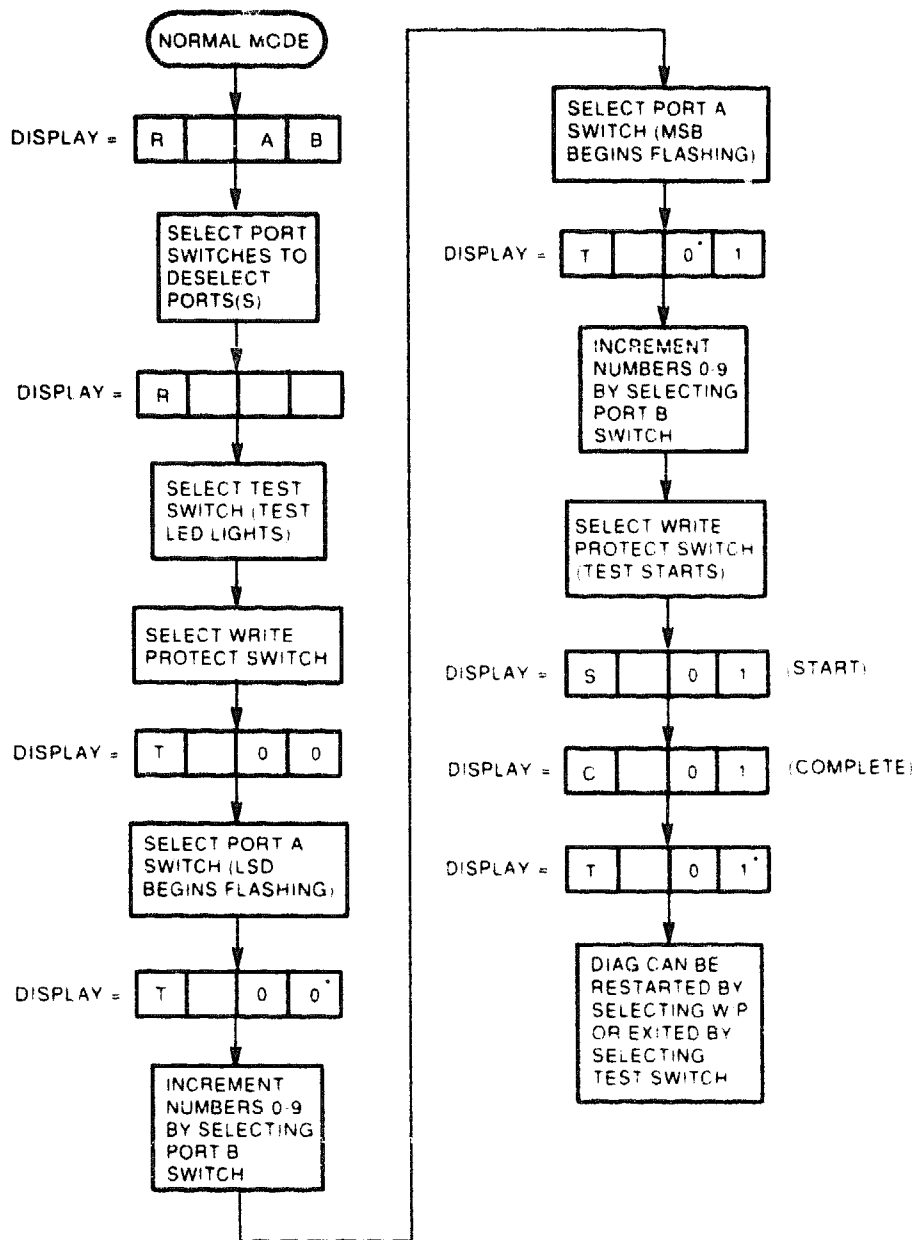 NORMAL MODE
DISPLAY = R A B
SELECT PORT
SWITCHES TO
DESELECT
PORTS(S)
DISPLAY = R
SELECT TEST
SWITCH (TEST
LED LIGHTS)
SELECT WRITE
PROTECT SWITCH
DISPLAY = T 0 0
SELECT PORT A
SWITCH (LSD
BEGINS FLASHING)
DISPLAY = T 0 0*
INCREMENT
NUMBERS 0-9
BY SELECTING
PORT B
SWITCH
SELECT PORT A
SWITCH (MSB
BEGINS FLASHING)
DISPLAY = T 0* 1
INCREMENT
NUMBERS 0-9
BY SELECTING
PORT B
SWITCH
SELECT WRITE
PROTECT SWITCH
(TEST STARTS)
DISPLAY = S 0 1 (START)
DISPLAY = C 0 1 (COMPLETE)
DISPLAY = T 0 1*
DIAG CAN BE
RESTARTED BY
SELECTING W P
OR EXITED BY
SELECTING
TEST SWITCH